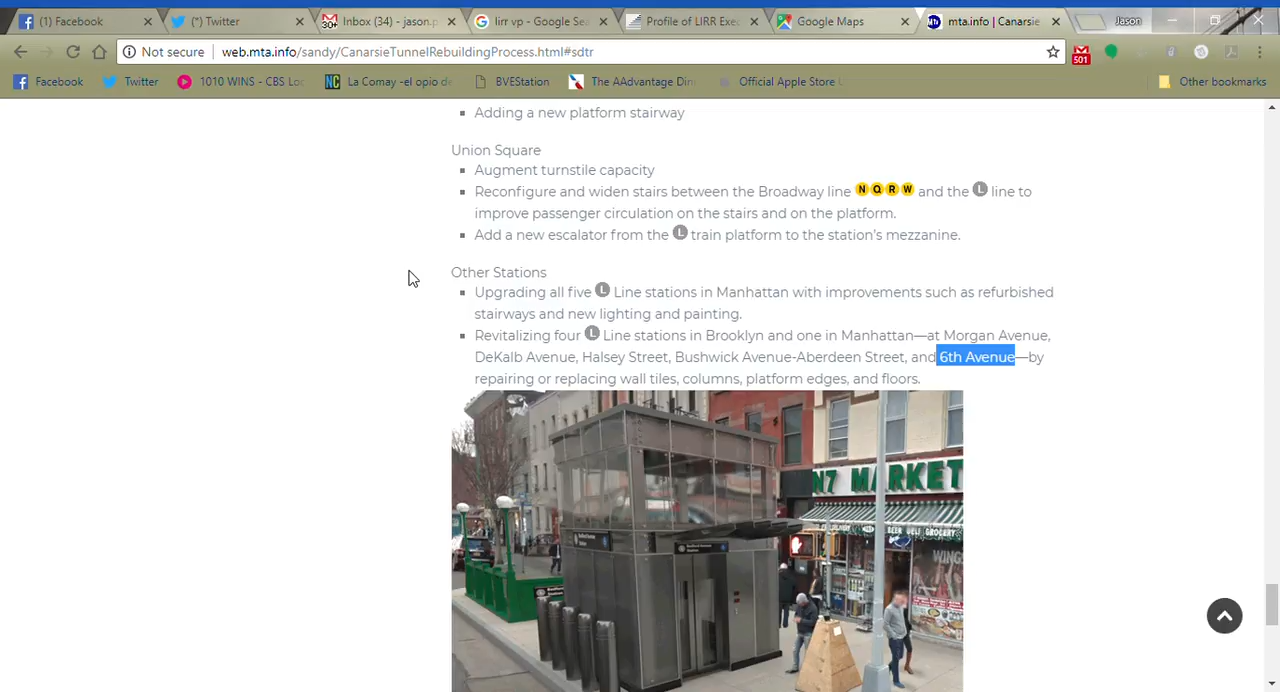 (1) Facebook
(*) Twitter
Inbox (34) - jason.p
lirr vp - Google Sea
Profile of LIRR Exec
Google Maps
mta.info | Canarsie
Jason
Not secure
web.mta.info/sandy/CanarsieTunnelRebuildingProcess.html#sdtr
501
Facebook
Twitter
1010 WINS - CBS Loc
La Comay -el opio de
BVEStation
The AAdvantage Din
Official Apple Store
Other bookmarks
Adding a new platform stairway
Union Square
Augment turnstile capacity
Reconfigure and widen stairs between the Broadway line N Q R W and the L line to
improve passenger circulation on the stairs and on the platform.
Add a new escalator from the L train platform to the station's mezzanine.
Other Stations
Upgrading all five L Line stations in Manhattan with improvements such as refurbished
stairways and new lighting and painting.
Revitalizing four L Line stations in Brooklyn and one in Manhattan—at Morgan Avenue,
DeKalb Avenue, Halsey Street, Bushwick Avenue-Aberdeen Street, and 6th Avenue—by
repairing or replacing wall tiles, columns, platform edges, and floors.
N7 MARKET